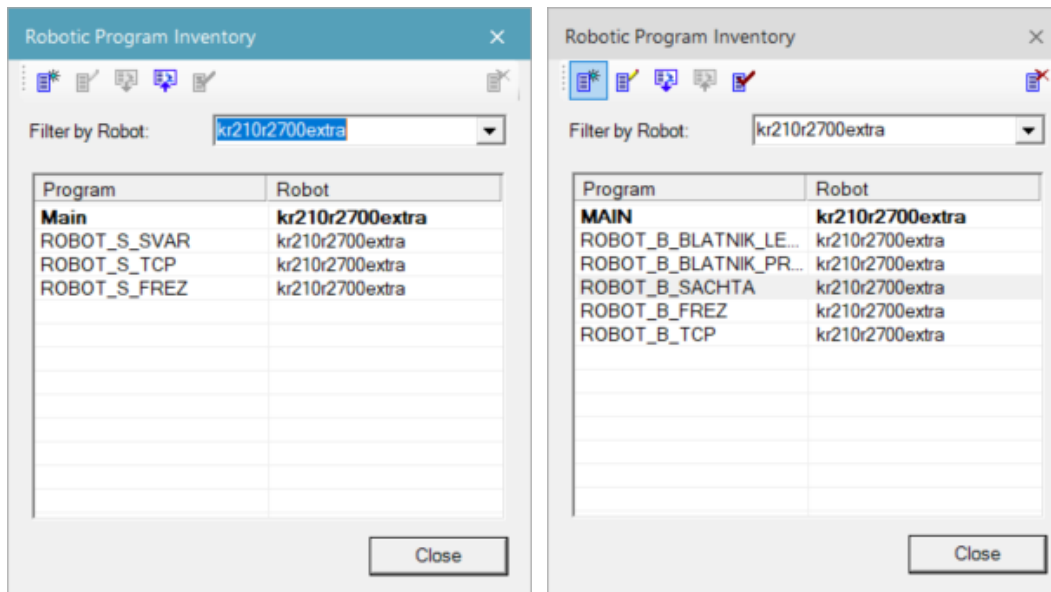 Robotic Program Inventory
Filter by Robot: kr210r2700extra
Program Robot
Main kr210r2700extra
ROBOT_S_SVAR kr210r2700extra
ROBOT_S_TCP kr210r2700extra
ROBOT_S_FREZ kr210r2700extra
Close
Robotic Program Inventory
Filter by Robot: kr210r2700extra
Program Robot
MAIN kr210r2700extra
ROBOT_B_BLATNIK_LE... kr210r2700extra
ROBOT_B_BLATNIK_PR... kr210r2700extra
ROBOT_B_SACHTA kr210r2700extra
ROBOT_B_FREZ kr210r2700extra
ROBOT_B_TCP kr210r2700extra
Close